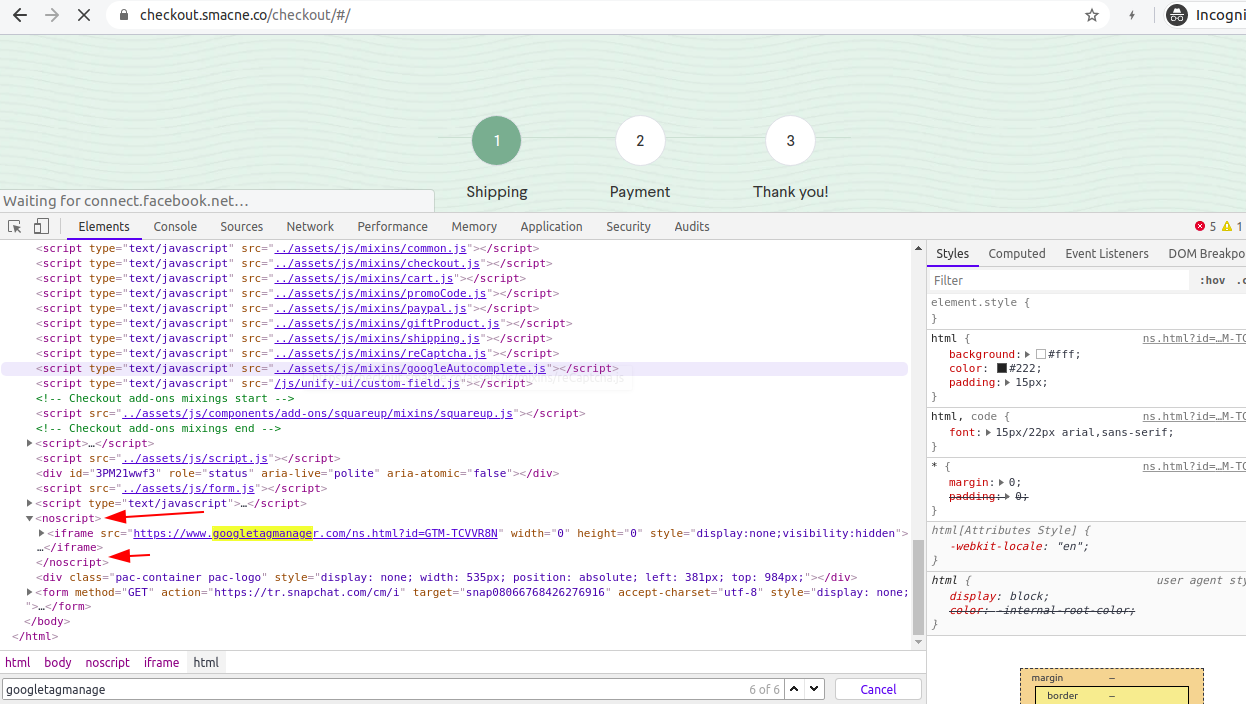 checkout.smacne.co/checkout/#/
Incogni
1
2
3
Shipping
Payment
Thank you!
Waiting for connect.facebook.net…
Elements Console Sources Network Performance Memory Application Security Audits 5 1
<script type="text/javascript" src="../assets/js/mixins/common.js"></script>
<script type="text/javascript" src="../assets/js/mixins/checkout.js"></script>
<script type="text/javascript" src="../assets/js/mixins/cart.js"></script>
<script type="text/javascript" src="../assets/js/mixins/promoCode.js"></script>
<script type="text/javascript" src="../assets/js/mixins/paypal.js"></script>
<script type="text/javascript" src="../assets/js/mixins/giftProduct.js"></script>
<script type="text/javascript" src="../assets/js/mixins/shipping.js"></script>
<script type="text/javascript" src="../assets/js/mixins/reCaptcha.js"></script>
<script type="text/javascript" src="../assets/js/mixins/googleAutocomplete.js"></script>
<script type="text/javascript" src="/js/unify-ui/custom-field.js"></script>
<!-- Checkout add-ons mixings start -->
<script src="../assets/js/components/add-ons/squareup/mixins/squareup.js"></script>
<!-- Checkout add-ons mixings end -->
<script>…</script>
<script src="../assets/js/script.js"></script>
<div id="3PM21wwf3" role="status" aria-live="polite" aria-atomic="false"></div>
<script src="../assets/js/form.js"></script>
<script type="text/javascript">…</script>
<noscript>
<iframe src="https://www.googletagmanager.com/ns.html?id=GTM-TCVVR8N" width="0" height="0" style="display:none;visibility:hidden">
…</iframe>
</noscript>
<div class="pac-container pac-logo" style="display: none; width: 535px; position: absolute; left: 381px; top: 984px;"></div>
<form method="GET" action="https://tr.snapchat.com/cm/i" target="snap08066768426276916" accept-charset="utf-8" style="display: none;
">…</form>
</body>
</html>
html body noscript iframe html
googletagmanage 6 of 6 Cancel
Styles Computed Event Listeners DOM Breakpo
Filter :hov .c
element.style {
}
html { ns.html?id=…M-TC
background: #fff;
color: #222;
padding: 15px;
}
html, code { ns.html?id=…M-TC
font: 15px/22px arial,sans-serif;
}
* { ns.html?id=…M-TC
margin: 0;
padding: 0;
}
html[Attributes Style] {
-webkit-locale: "en";
}
html { user agent sty
display: block;
color: -internal-root-color;
}
margin –
border –